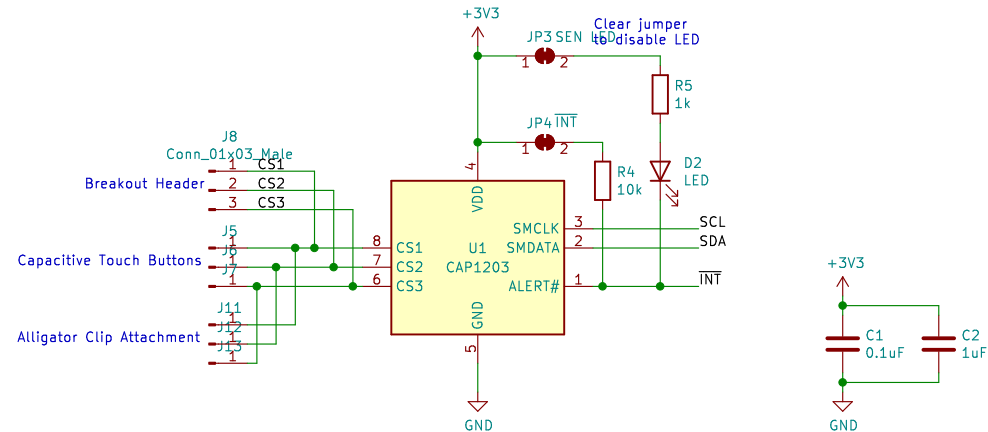 +3V3
Clear jumper
to disable LED
JP3 SEN LED
1 2
R5
1k
JP4 INT
1 2
J8
Conn_01x03_Male
1 CS1
Breakout Header
2 CS2
3 CS3
4
VDD
R4
10k
D2
LED
J5
1
8 CS1
SMCLK 3
SCL
J6
1
7 CS2
U1
CAP1203
SMDATA 2
SDA
Capacitive Touch Buttons
J7
1
6 CS3
ALERT# 1
INT
GND
5
GND
J11
1
J12
1
Alligator Clip Attachment
J13
1
+3V3
C1
0.1uF
C2
1uF
GND